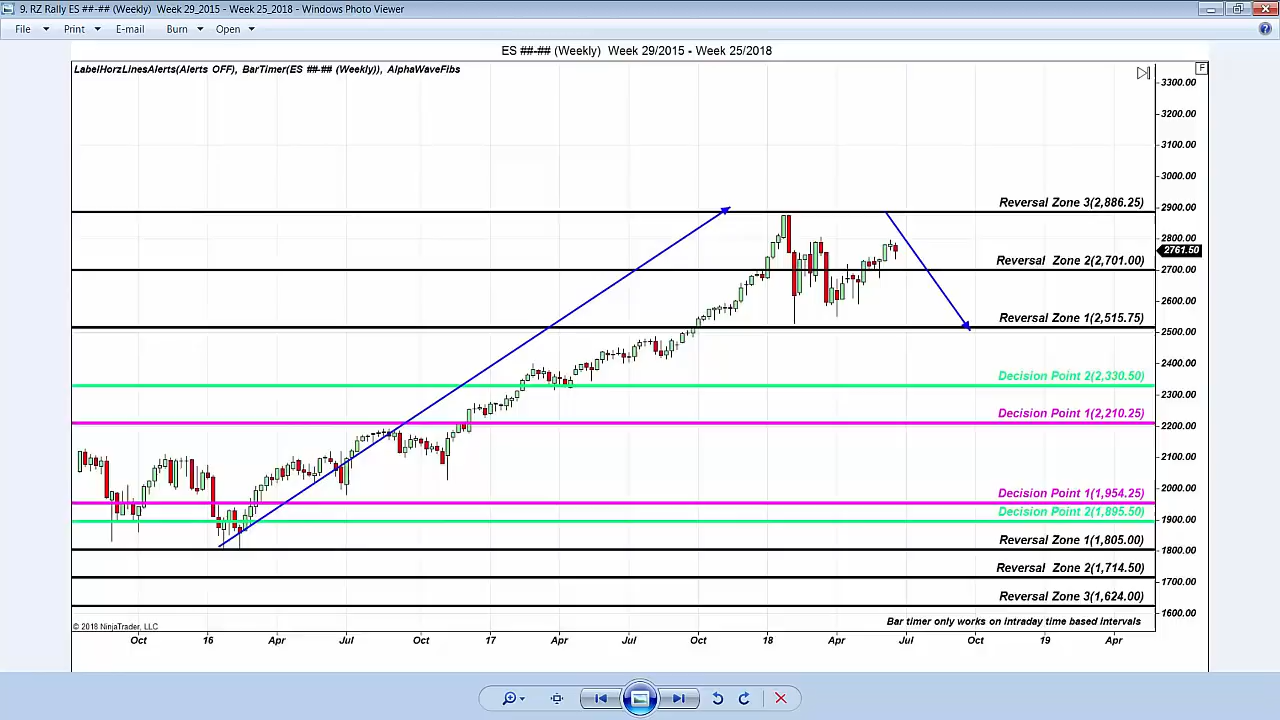 9. RZ Rally ES ##-## (Weekly) Week 29_2015 - Week 25_2018 - Windows Photo Viewer
File Print E-mail Burn Open
ES ##-## (Weekly) Week 29/2015 - Week 25/2018
LabelHorzLinesAlerts(Alerts OFF), BarTimer(ES ##-## (Weekly)), AlphaWaveFibs
F
3300.00
3200.00
3100.00
3000.00
Reversal Zone 3(2,886.25)
2900.00
2800.00
2761.50
Reversal Zone 2(2,701.00)
2700.00
2600.00
Reversal Zone 1(2,515.75)
2500.00
2400.00
Decision Point 2(2,330.50)
2300.00
Decision Point 1(2,210.25)
2200.00
2100.00
2000.00
Decision Point 1(1,954.25)
Decision Point 2(1,895.50)
1900.00
Reversal Zone 1(1,805.00)
1800.00
Reversal Zone 2(1,714.50)
1700.00
Reversal Zone 3(1,624.00)
1600.00
© 2018 NinjaTrader, LLC
Bar timer only works on intraday time based intervals
Oct 16 Apr Jul Oct 17 Apr Jul Oct 18 Apr Jul Oct 19 Apr